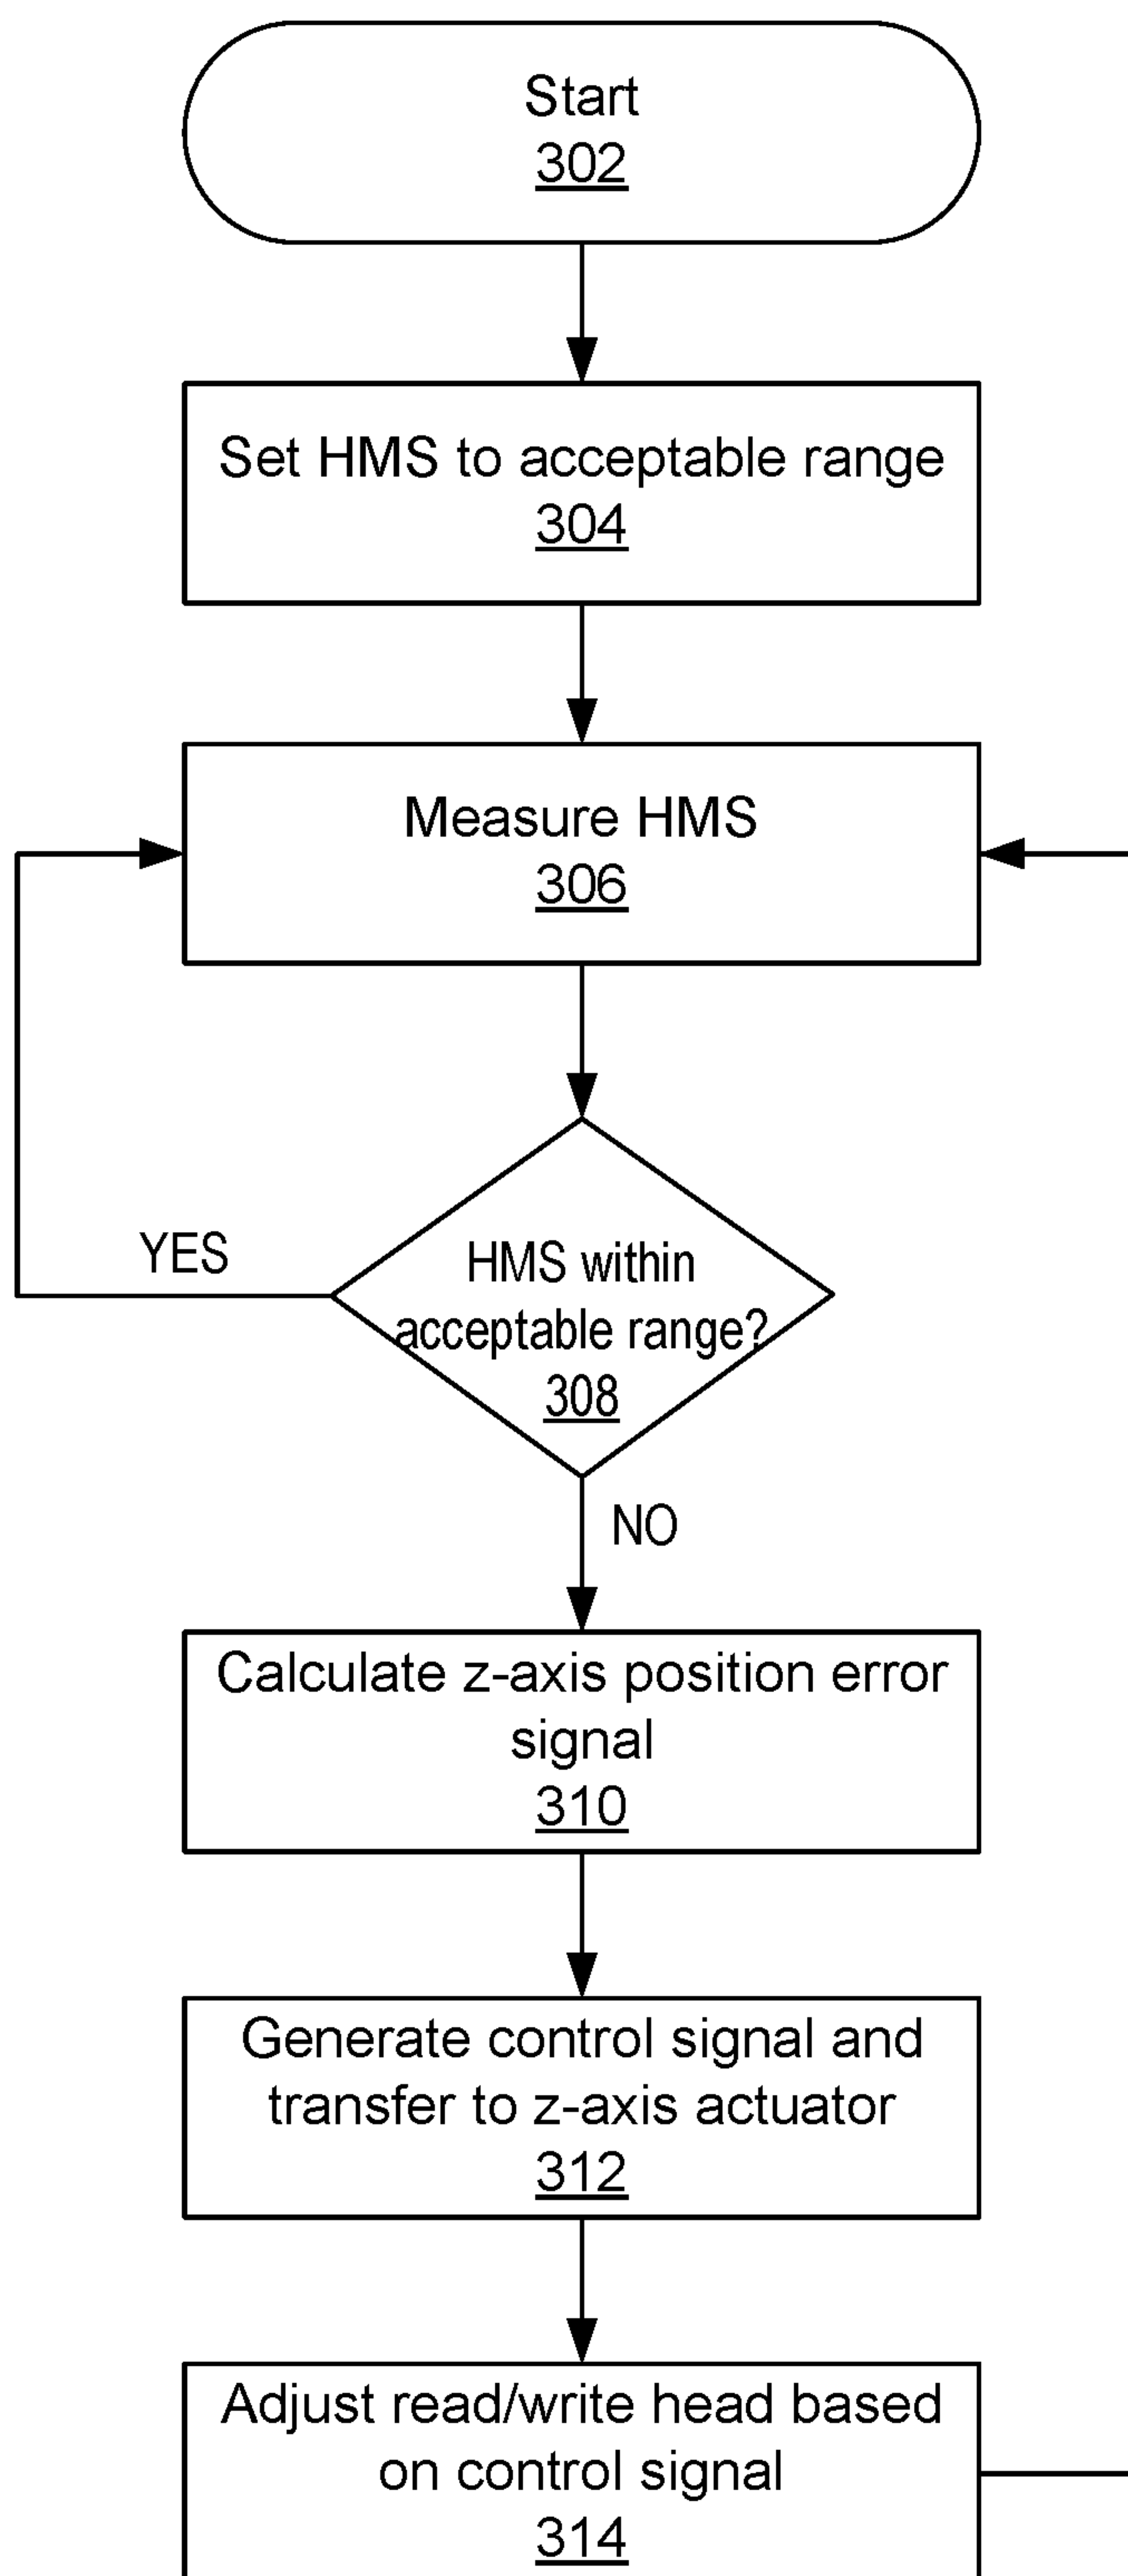 Start
302
Set HMS to acceptable range
304
Measure HMS
306
YES
HMS within
acceptable range?
308
NO
Calculate z-axis position error
signal
310
Generate control signal and
transfer to z-axis actuator
312
Adjust read/write head based
on control signal
314